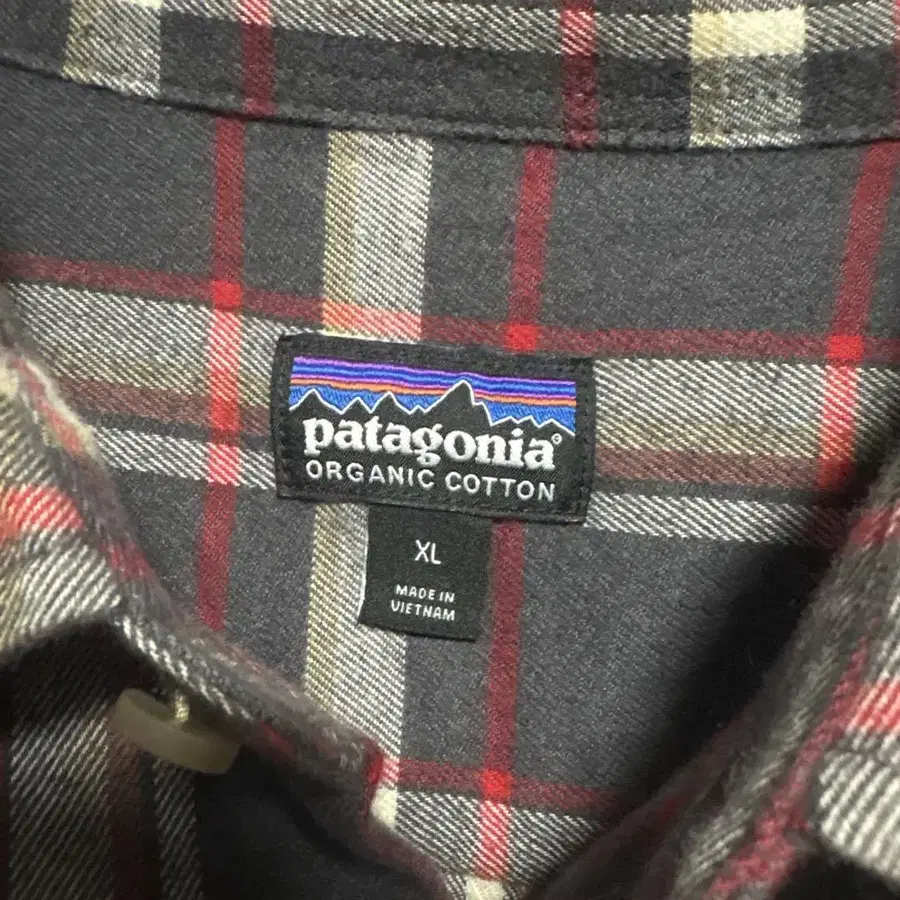 patagonia®
ORGANIC COTTON
XL
MADE IN
VIETNAM